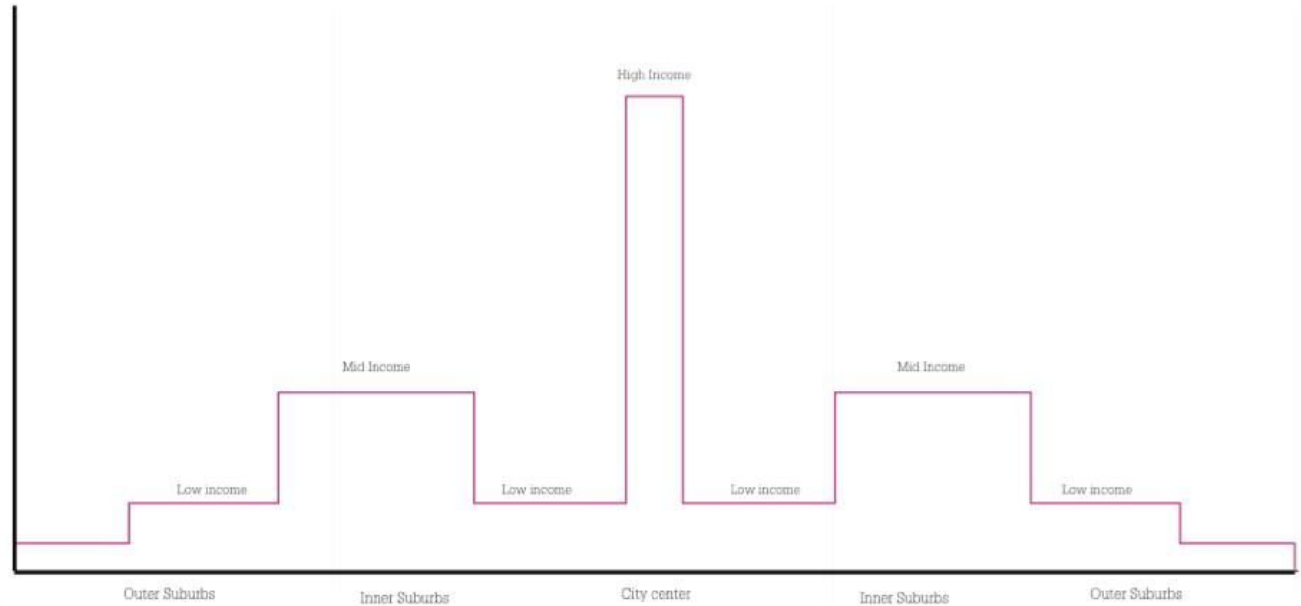 High Income
Mid Income
Mid Income
Low income
Low income
Low income
Low income
Outer Suburbs
Inner Suburbs
City center
Inner Suburbs
Outer Suburbs